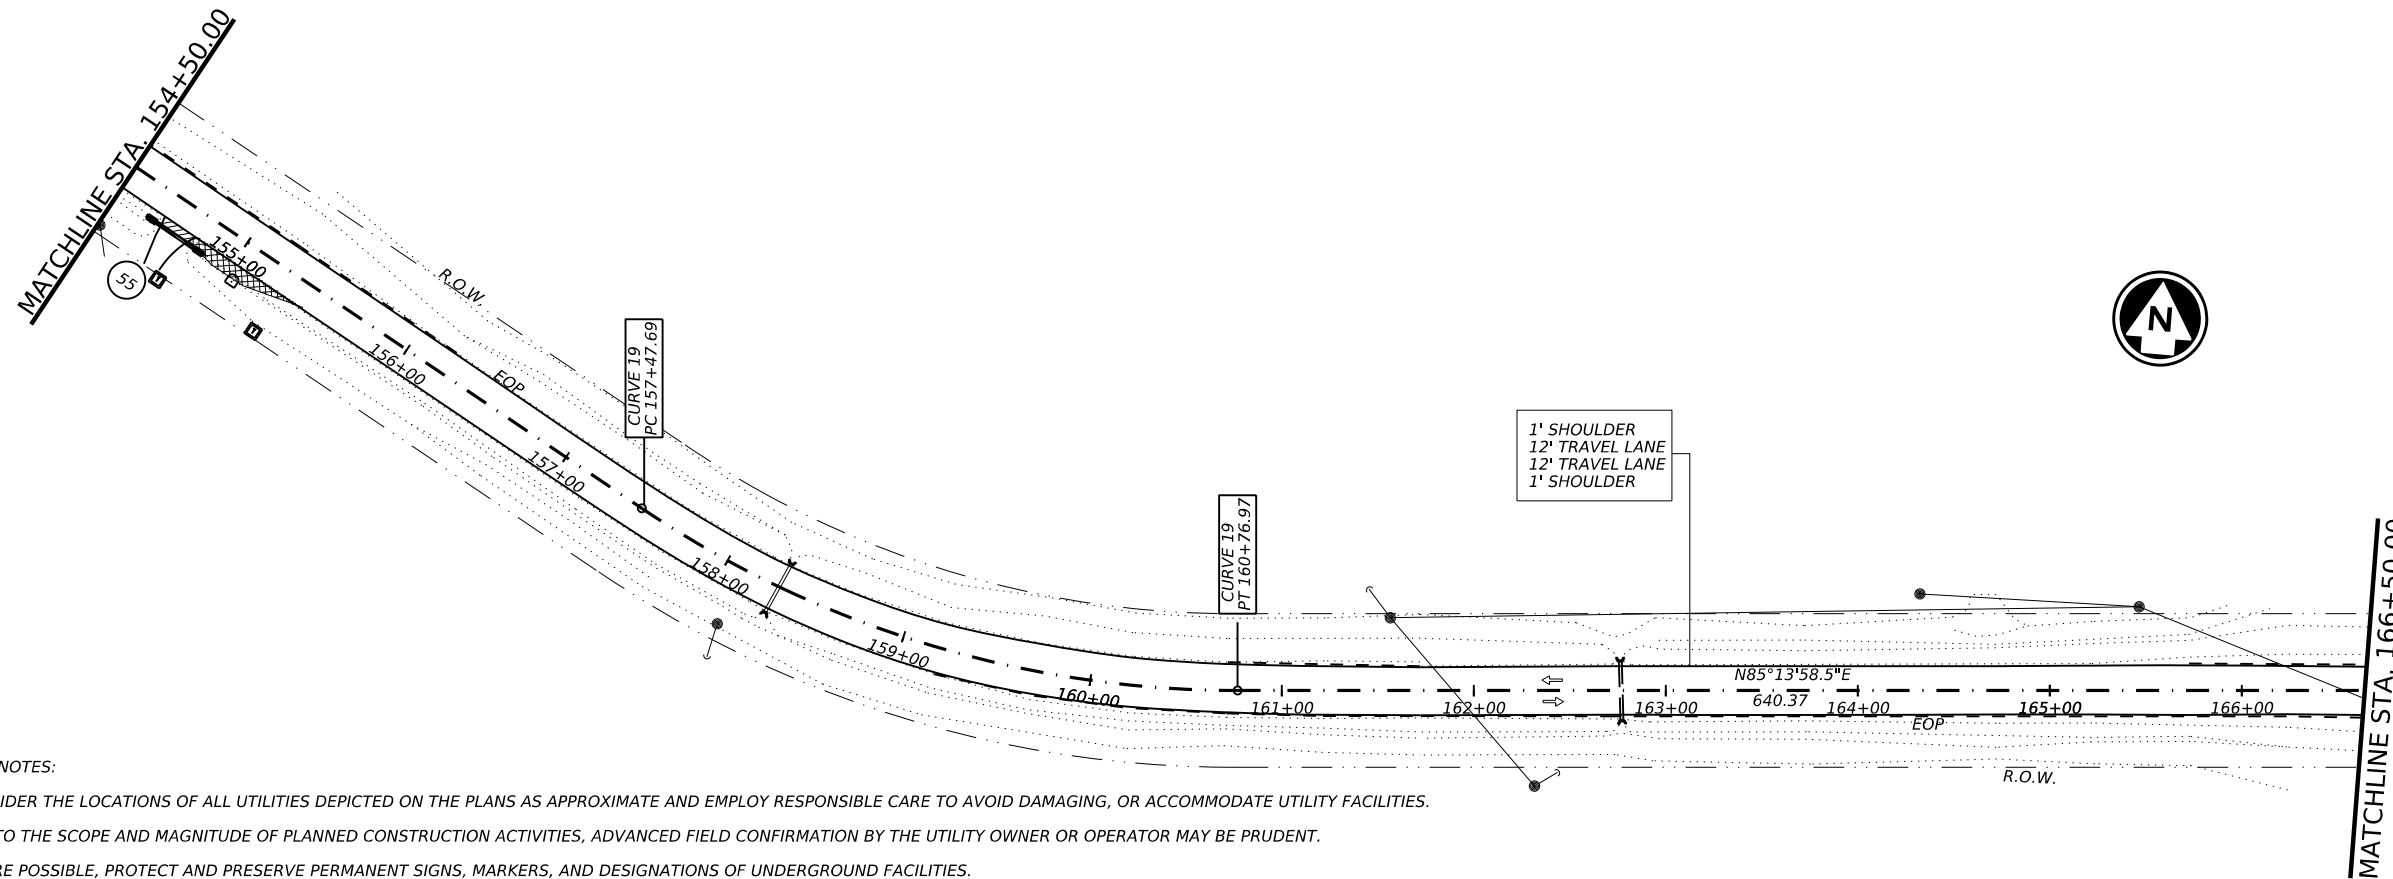 MATCHLINE STA. 154+50.00
55
155+00
156+00
157+00
158+00
159+00
160+00
161+00
162+00
163+00
164+00
165+00
166+00
R.O.W.
EOP
CURVE 19
PC 157+47.69
CURVE 19
PT 160+76.97
1' SHOULDER
12' TRAVEL LANE
12' TRAVEL LANE
1' SHOULDER
N
N85°13'58.5"E
640.37
EOP
R.O.W.
MATCHLINE STA. 166+50.00
NOTES:
IDER THE LOCATIONS OF ALL UTILITIES DEPICTED ON THE PLANS AS APPROXIMATE AND EMPLOY RESPONSIBLE CARE TO AVOID DAMAGING, OR ACCOMMODATE UTILITY FACILITIES.
TO THE SCOPE AND MAGNITUDE OF PLANNED CONSTRUCTION ACTIVITIES, ADVANCED FIELD CONFIRMATION BY THE UTILITY OWNER OR OPERATOR MAY BE PRUDENT.
RE POSSIBLE, PROTECT AND PRESERVE PERMANENT SIGNS, MARKERS, AND DESIGNATIONS OF UNDERGROUND FACILITIES.